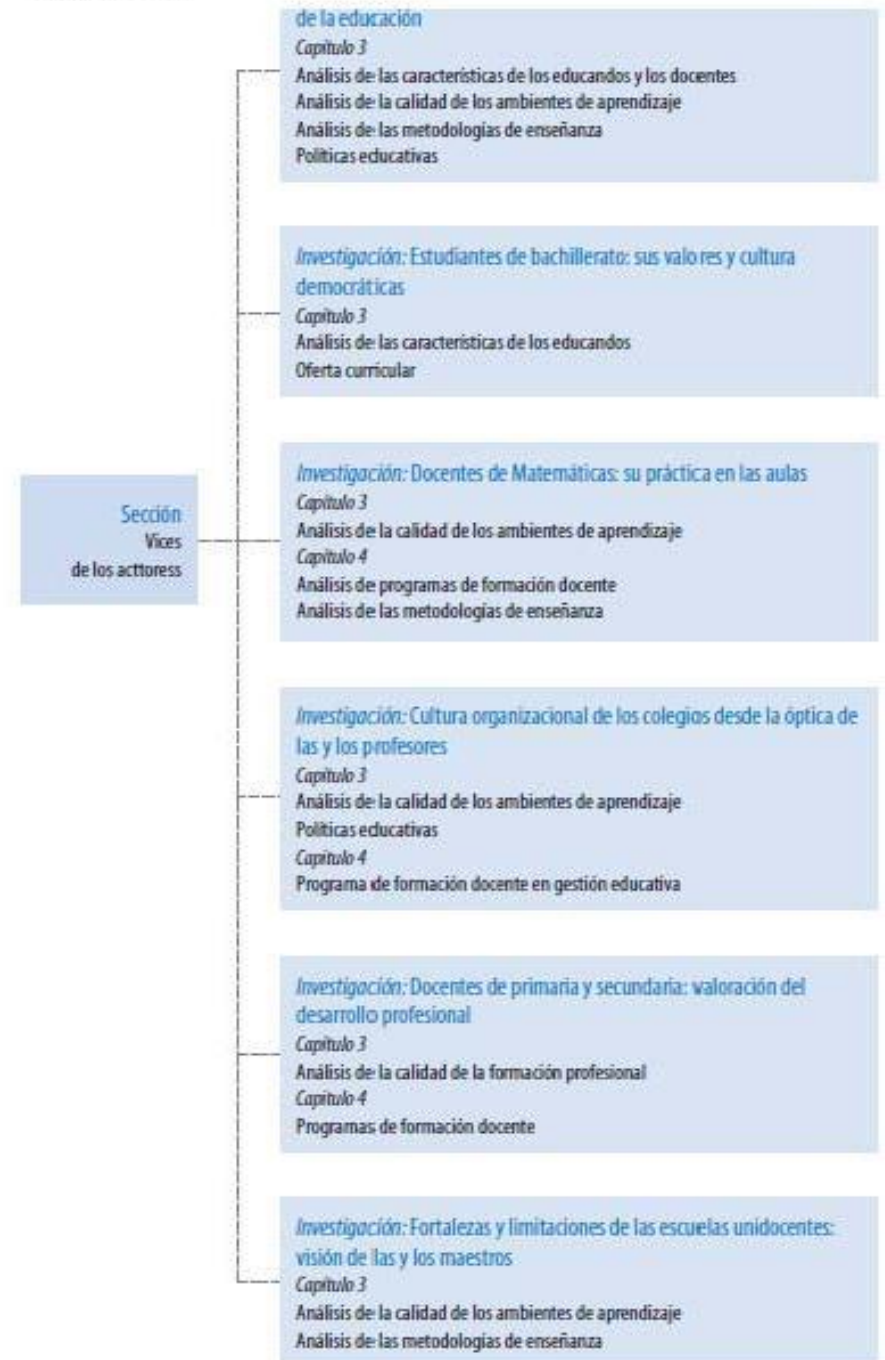 de la educación
Capítulo 3
Análisis de las características de los educandos y los docentes
Análisis de la calidad de los ambientes de aprendizaje
Análisis de las metodologías de enseñanza
Políticas educativas
Investigación: Estudiantes de bachillerato: sus valores y cultura
democráticas
Capítulo 3
Análisis de las características de los educandos
Oferta curricular
Sección
Vices
de los acttoress
Investigación: Docentes de Matemáticas: su práctica en las aulas
Capítulo 3
Análisis de la calidad de los ambientes de aprendizaje
Capítulo 4
Análisis de programas de formación docente
Análisis de las metodologías de enseñanza
Investigación: Cultura organizacional de los colegios desde la óptica de
las y los profesores
Capítulo 3
Análisis de la calidad de los ambientes de aprendizaje
Políticas educativas
Capítulo 4
Programa de formación docente en gestión educativa
Investigación: Docentes de primaria y secundaria: valoración del
desarrollo profesional
Capítulo 3
Análisis de la calidad de la formación profesional
Capítulo 4
Programas de formación docente
Investigación: Fortalezas y limitaciones de las escuelas unidocentes:
visión de las y los maestros
Capítulo 3
Análisis de la calidad de los ambientes de aprendizaje
Análisis de las metodologías de enseñanza